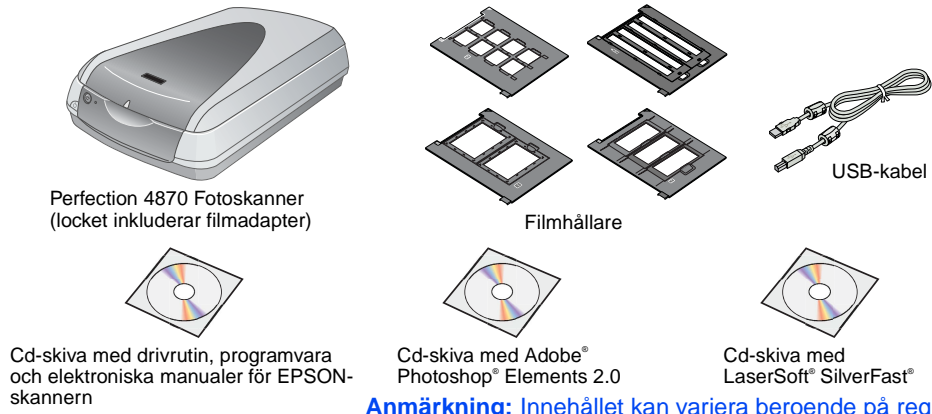 Perfection 4870 Fotoskanner
(locket inkluderar filmadapter)
Filmhållare
USB-kabel
Cd-skiva med drivrutin, programvara
och elektroniska manualer för EPSON-
skannern
Cd-skiva med Adobe®
Photoshop® Elements 2.0
Cd-skiva med
LaserSoft® SilverFast®
Anmärkning: Innehållet kan variera beroende på reg